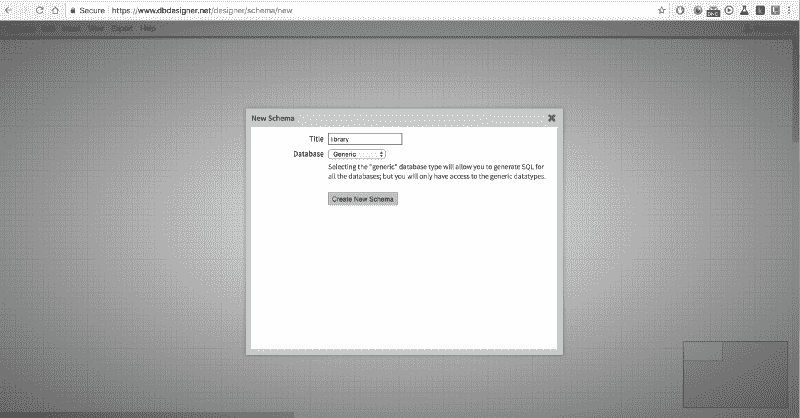 Secure https://www.dbdesigner.net/designer/schema/new
Edit Insert View Export Help
New Schema
Title library
Database Generic
Selecting the "generic" database type will allow you to generate SQL for
all the databases; but you will only have access to the generic datatypes.
Create New Schema